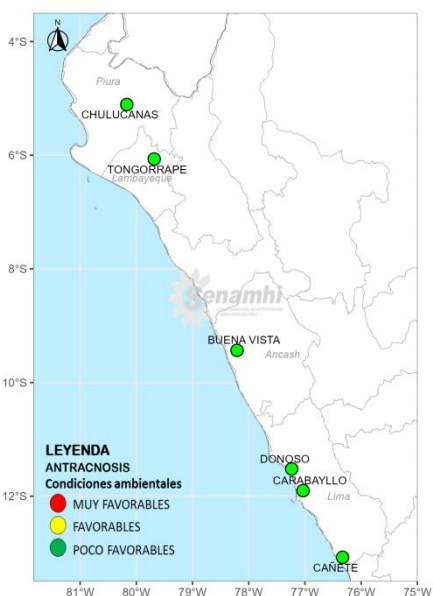 N
4°S
Piura
CHULUCANAS
6°S
TONGORRAPE
Lambayeque
8°S
Senamhi
BUENA VISTA
Ancash
10°S
LEYENDA
ANTRACNOSIS
Condiciones ambientales
MUY FAVORABLES
FAVORABLES
POCO FAVORABLES
DONOSO
CARABAYLLO
12°S
Lima
CAÑETE
81°W 80°W 79°W 78°W 77°W 76°W 75°W